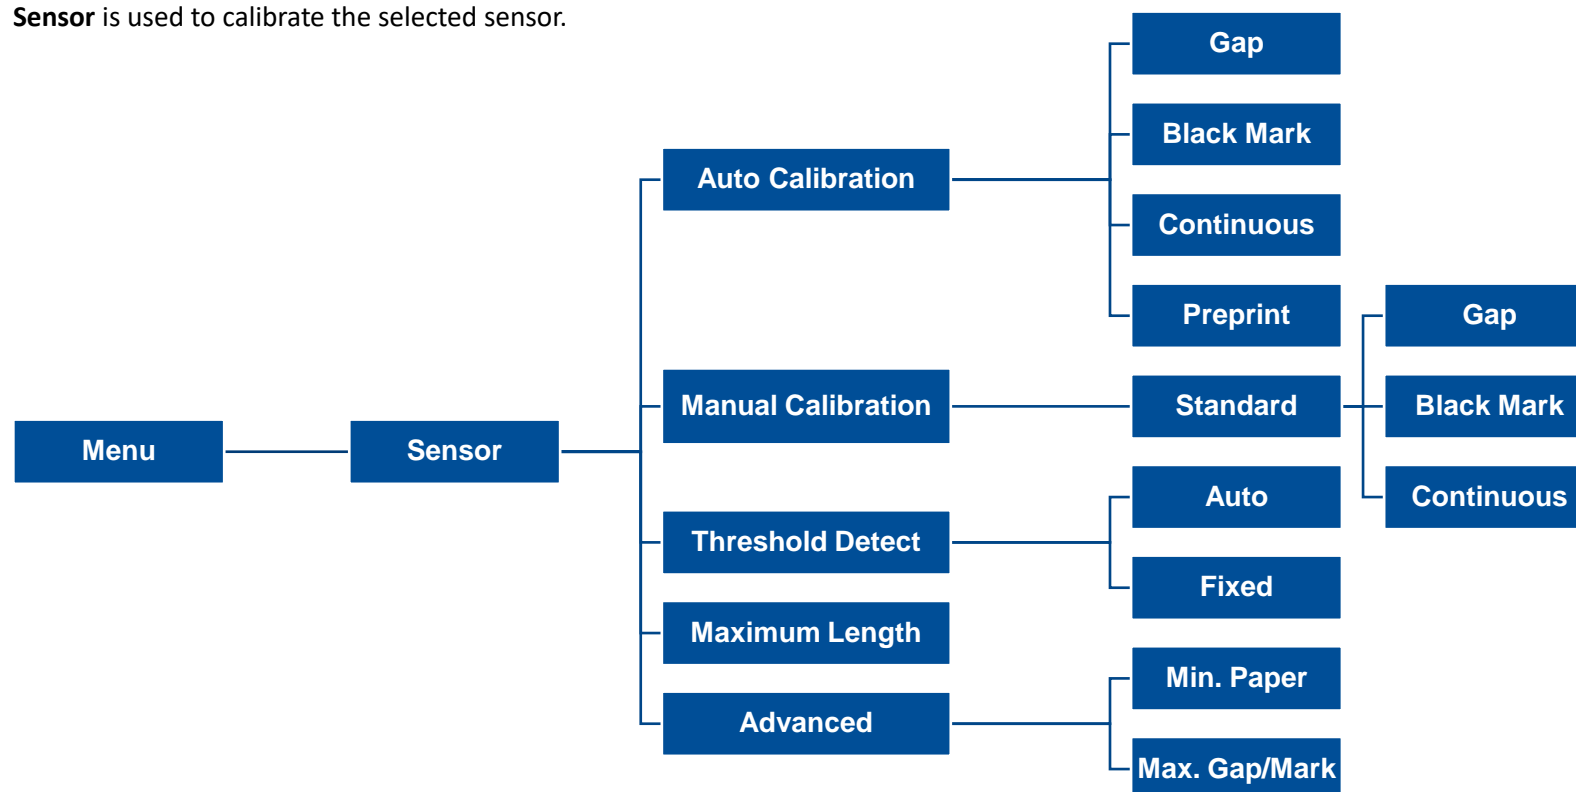 Sensor is used to calibrate the selected sensor.
Menu
Sensor
Auto Calibration
Gap
Black Mark
Continuous
Preprint
Manual Calibration
Standard
Gap
Black Mark
Continuous
Threshold Detect
Auto
Fixed
Maximum Length
Advanced
Min. Paper
Max. Gap/Mark